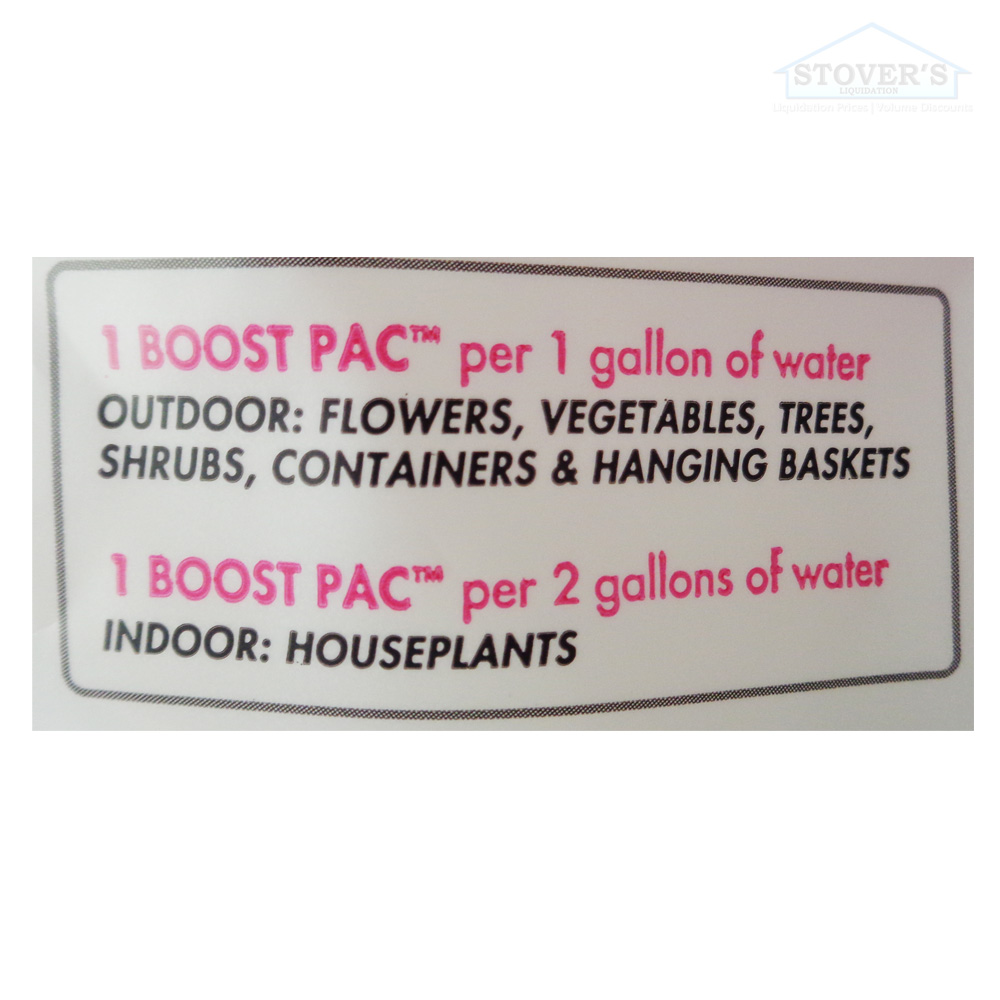 STOVER'S
LIQUIDATION
Liquidation Prices | Volume Discounts
1 BOOST PAC™ per 1 gallon of water
OUTDOOR: FLOWERS, VEGETABLES, TREES,
SHRUBS, CONTAINERS & HANGING BASKETS
1 BOOST PAC™ per 2 gallons of water
INDOOR: HOUSEPLANTS